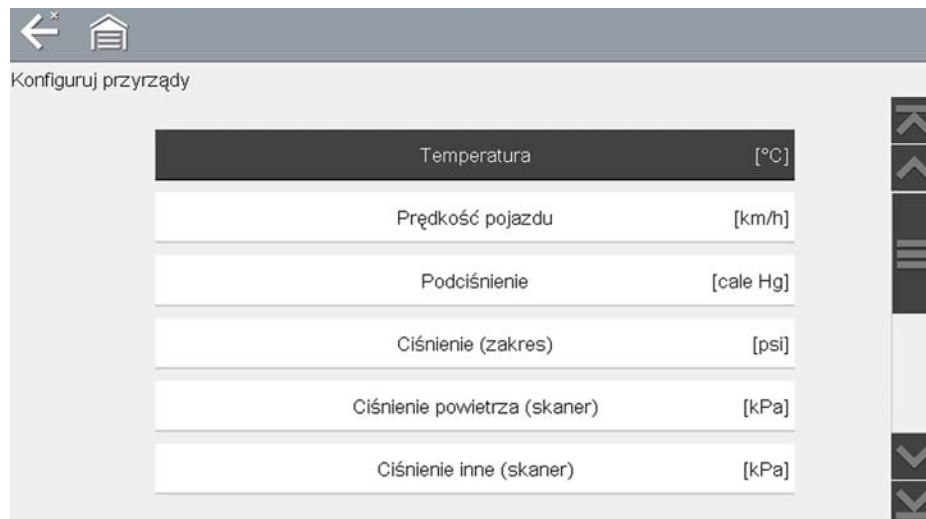 Konfiguruj przyrządy
Temperatura [°C]
Prędkość pojazdu [km/h]
Podciśnienie [cale Hg]
Ciśnienie (zakres) [psi]
Ciśnienie powietrza (skaner) [kPa]
Ciśnienie inne (skaner) [kPa]